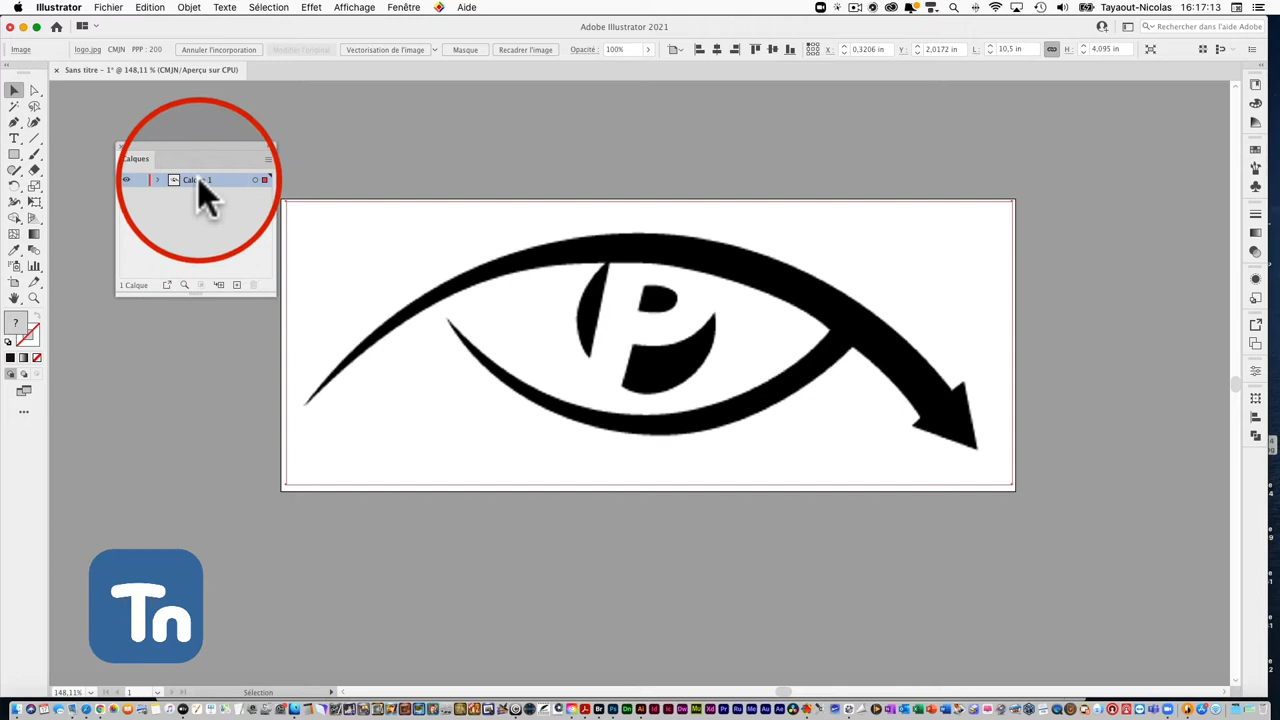 Illustrator Fichier Edition Objet Texte Sélection Effet Affichage Fenêtre Aide 16:17:13
Adobe Illustrator 2021
Rechercher dans l'aide Adobe
Image logo.jpg CMJN PPP : 200 Annuler l'incorporation Modifier l'original Vectorisation de l'image Masque Recadrer l'image Opacité : 100% X: 0,3206 in Y: 2,0172 in L: 10,5 in H: 4,095 in
× Sans titre - 1* @ 148,11 % (CMJN/Aperçu sur CPU)
Calques
1 Calque
P
?
Tn
148,11% 1 Sélection